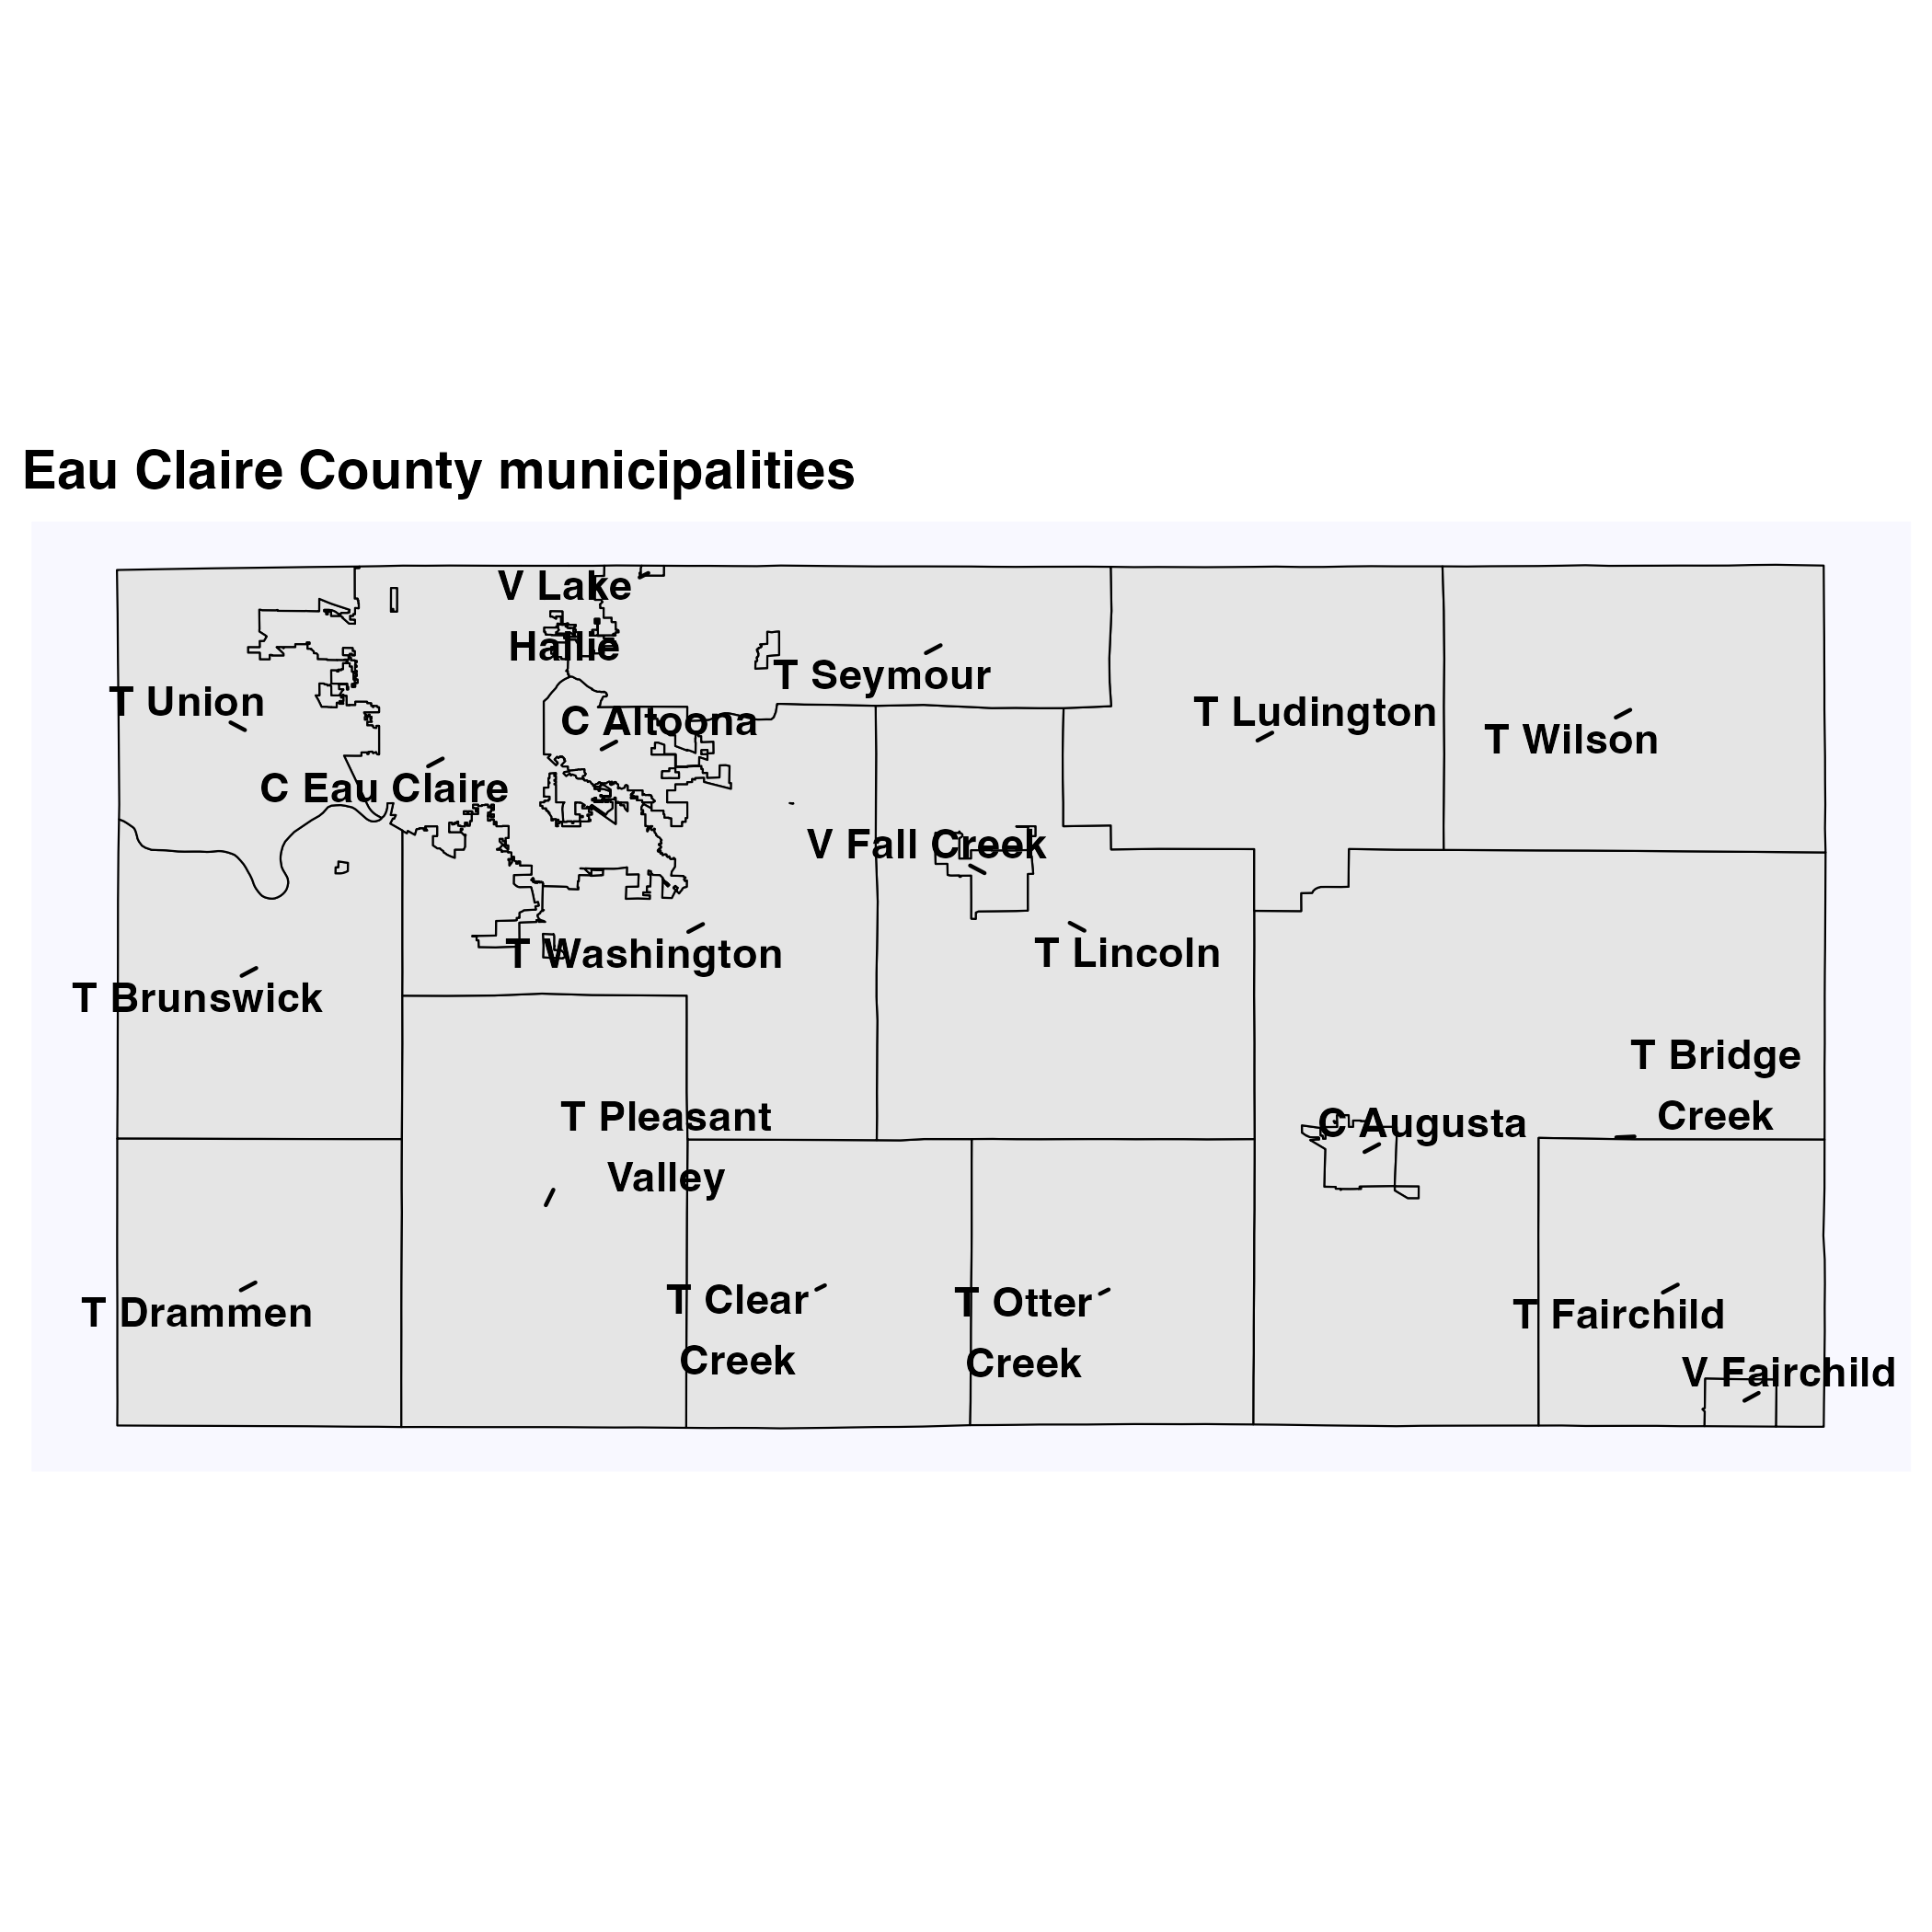 Eau Claire County municipalities
V Lake
Hallie
T Seymour
T Union
C Altoona
T Ludington
T Wilson
C Eau Claire
V Fall Creek
T Washington
T Lincoln
T Brunswick
T Bridge
Creek
T Pleasant
Valley
C Augusta
T Drammen
T Clear
Creek
T Otter
Creek
T Fairchild
V Fairchild